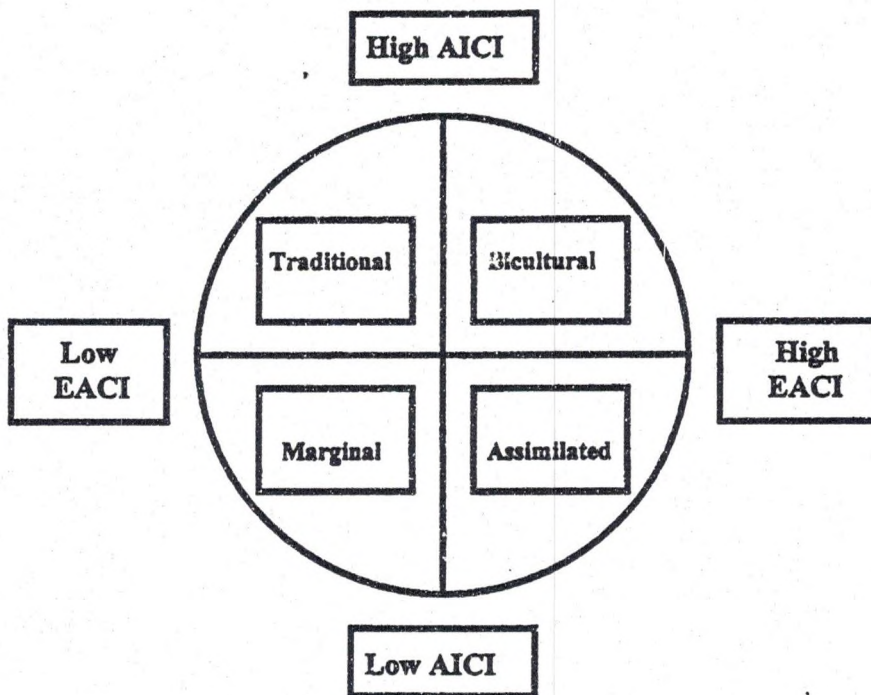 High AICI
Traditional
Bicultural
Low
EACI
High
EACI
Marginal
Assimilated
Low AICI